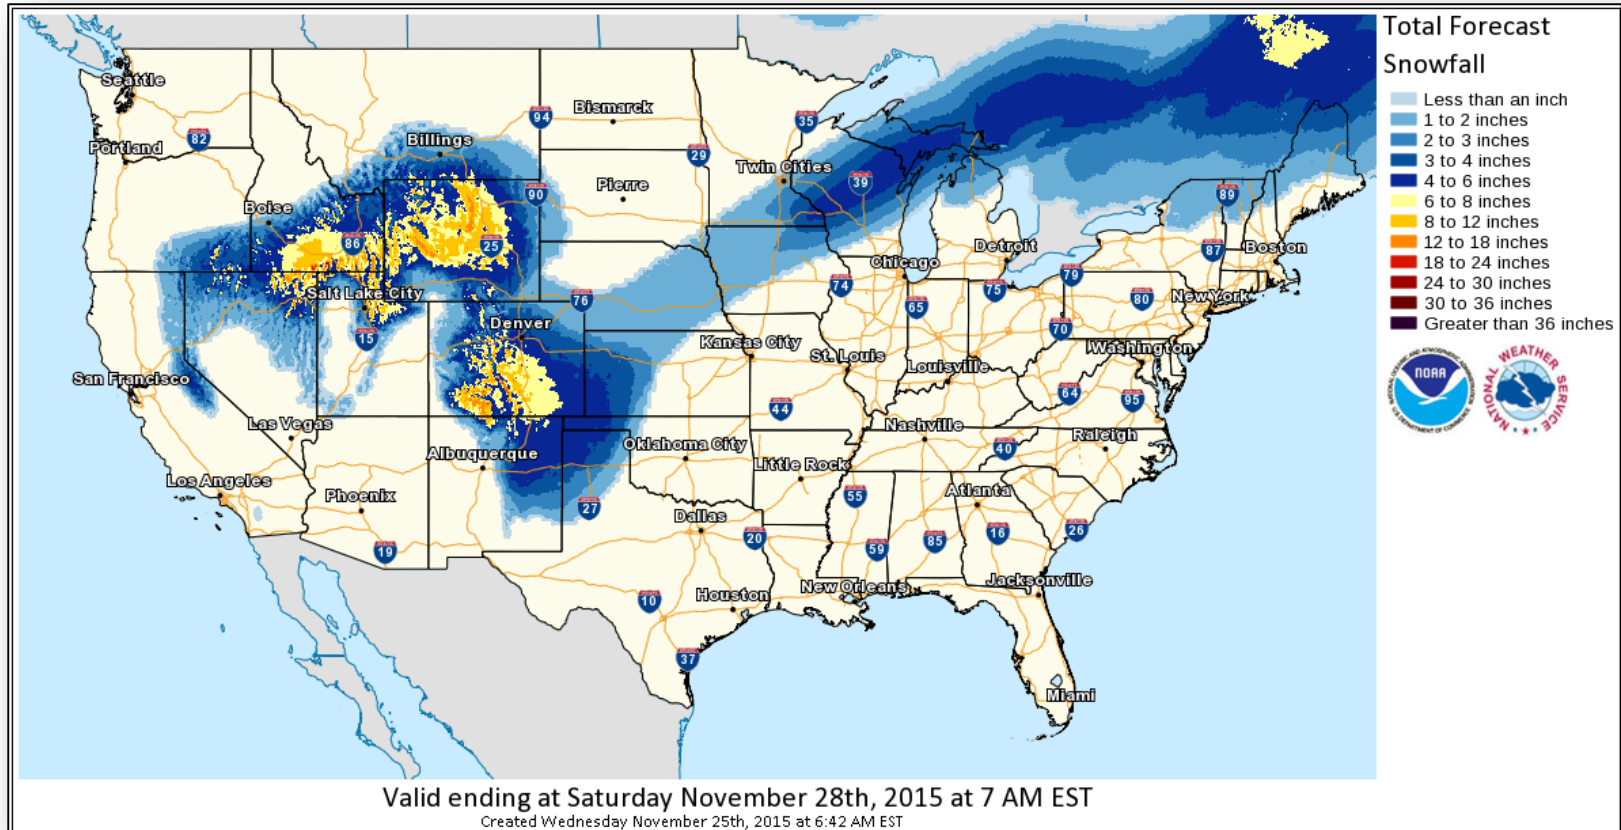 Total Forecast
Snowfall
Less than an inch
1 to 2 inches
2 to 3 inches
3 to 4 inches
4 to 6 inches
6 to 8 inches
8 to 12 inches
12 to 18 inches
18 to 24 inches
24 to 30 inches
30 to 36 inches
Greater than 36 inches
NOAA
NATIONAL WEATHER SERVICE
Seattle
82
Portland
Billings
94
Bismarck
35
29
Twin Cities
Pierre
90
39
89
Boise
86
25
Detroit
87
Boston
Chicago
Salt Lake City
76
74
65
75
79
80
New York
15
Denver
70
Kansas City
St. Louis
Louisville
Washington
San Francisco
44
64
95
Las Vegas
Albuquerque
Oklahoma City
Nashville
40
Raleigh
Los Angeles
Phoenix
Little Rock
27
55
Atlanta
Dallas
20
59
85
16
26
19
10
Houston
New Orleans
Jacksonville
37
Miami
Valid ending at Saturday November 28th, 2015 at 7 AM EST
Created Wednesday November 25th, 2015 at 6:42 AM EST